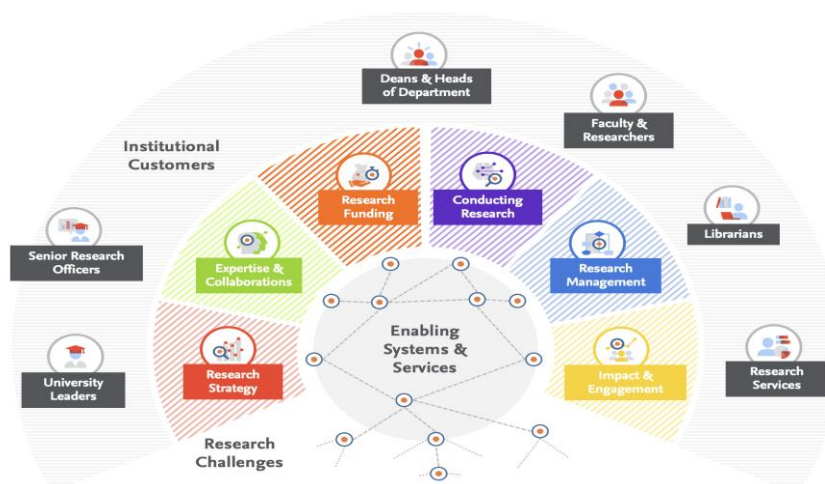 Deans & Heads
of Department
Faculty &
Researchers
Institutional
Customers
Research
Funding
Conducting
Research
Librarians
Senior Research
Officers
Expertise &
Collaborations
Research
Management
Enabling
Systems &
Services
University
Leaders
Research
Strategy
Impact &
Engagement
Research
Services
Research
Challenges